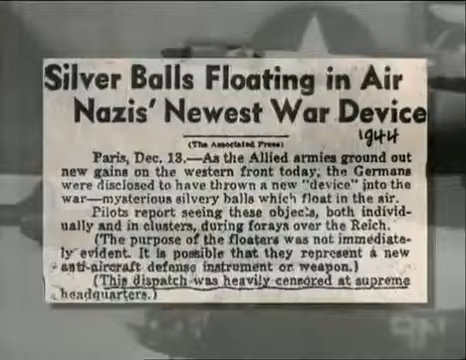 Silver Balls Floating in Air
Nazis' Newest War Device
1944
(The Associated Press)
Paris, Dec. 13.—As the Allied armies ground out
new gains on the western front today, the Germans
were disclosed to have thrown a new "device" into the
war—mysterious silvery balls which float in the air.
Pilots report seeing these objects, both individ-
ually and in clusters, during forays over the Reich.
(The purpose of the floaters was not immediate-
ly evident. It is possible that they represent a new
anti-aircraft defense instrument or weapon.)
(This dispatch was heavily censored at supreme
headquarters.)